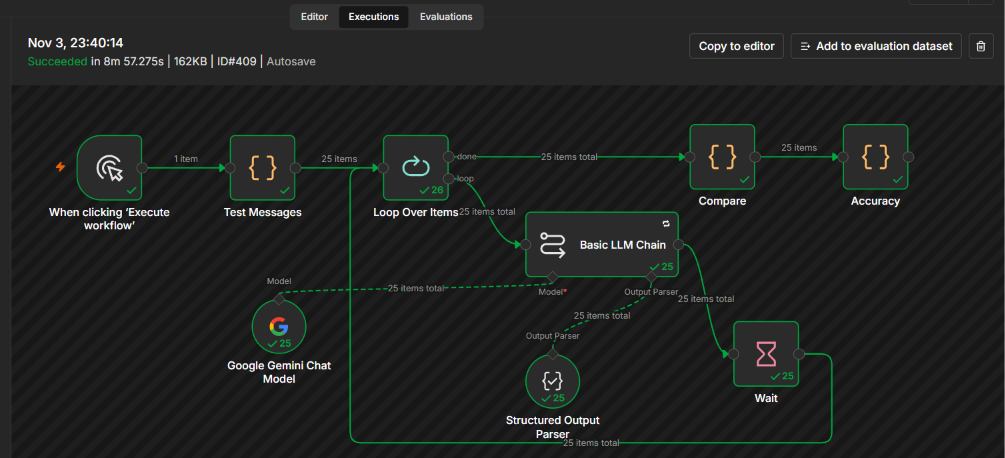 Editor Executions Evaluations
Nov 3, 23:40:14
Succeeded in 8m 57.275s | 162KB | ID#409 | Autosave
Copy to editor
Add to evaluation dataset
1 item
When clicking ‘Execute
workflow’
{ }
25 items
Test Messages
26
done
loop
Loop Over Items
25 items total
25 items total
{ }
Compare
25 items
{ }
Accuracy
Basic LLM Chain
25
Model*
Output Parser
25 items total
Model
25 items total
25
Google Gemini Chat
Model
25 items total
Output Parser
25
Structured Output
Parser
25
Wait
25 items total